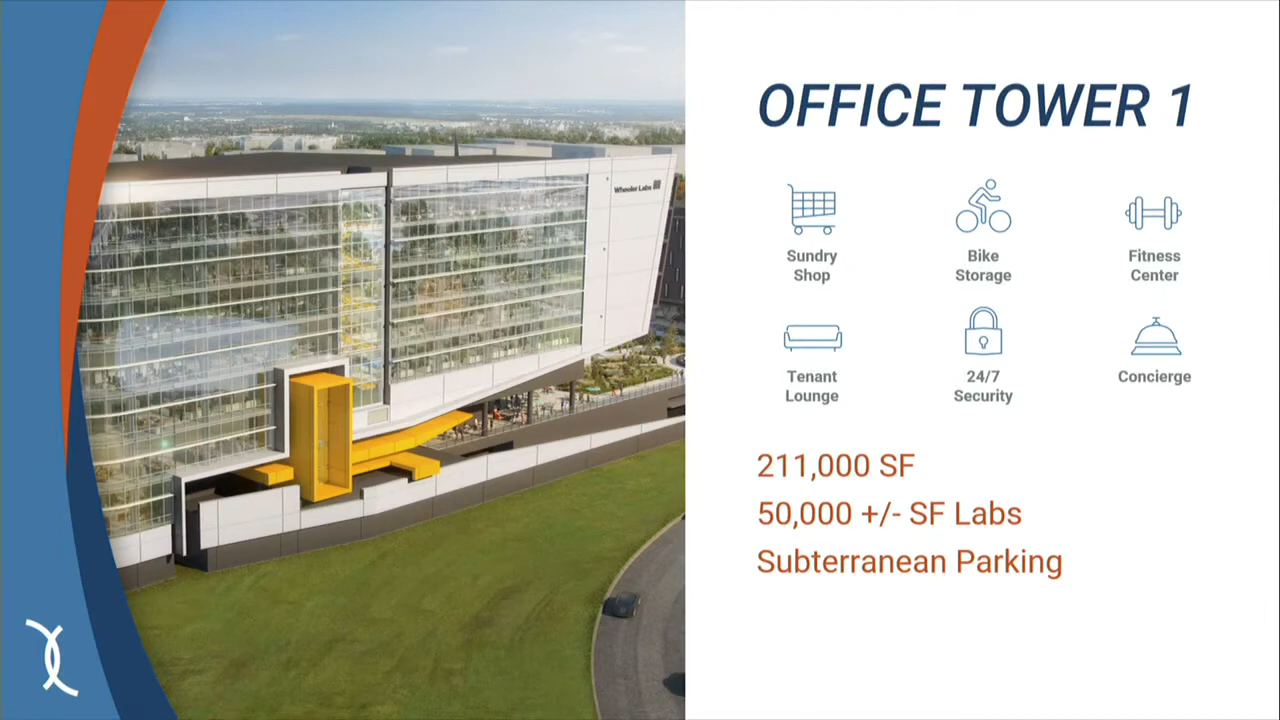 OFFICE TOWER 1
Wheeler Labs
Sundry
Shop
Bike
Storage
Fitness
Center
Tenant
Lounge
24/7
Security
Concierge
211,000 SF
50,000 +/- SF Labs
Subterranean Parking